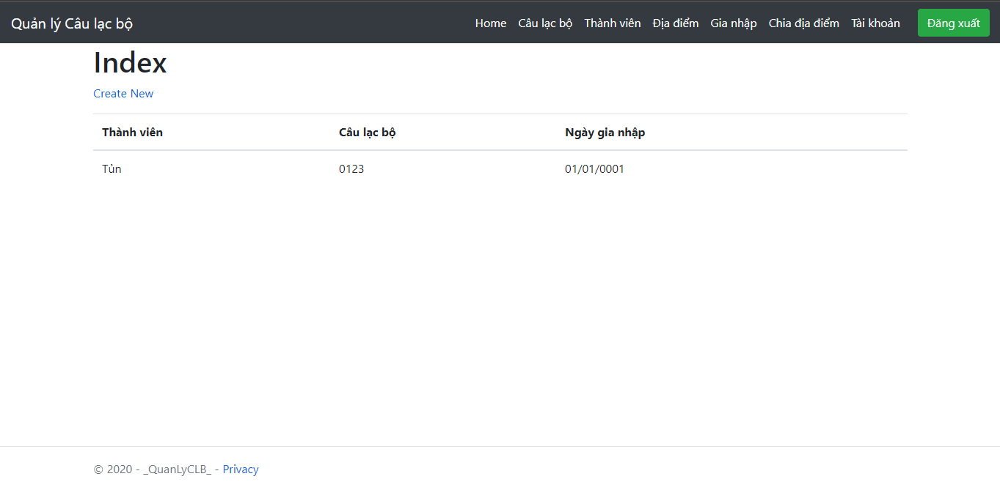 Quản lý Câu lạc bộ Home Câu lạc bộ Thành viên Địa điểm Gia nhập Chia địa điểm Tài khoản Đăng xuất
Index
Create New
Thành viên Câu lạc bộ Ngày gia nhập
Tủn 0123 01/01/0001
© 2020 - _QuanLyCLB_ - Privacy